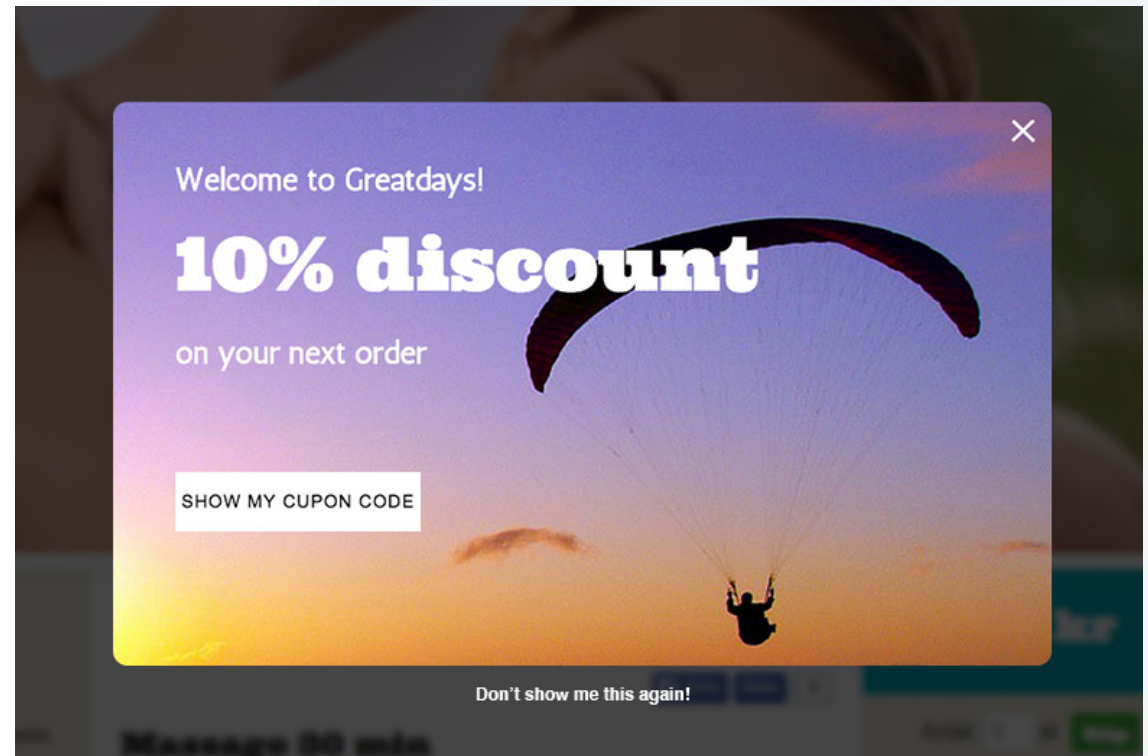 Welcome to Greatdays!
10% discount
on your next order
SHOW MY CUPON CODE
Don't show me this again!
kr
Massage 30 min